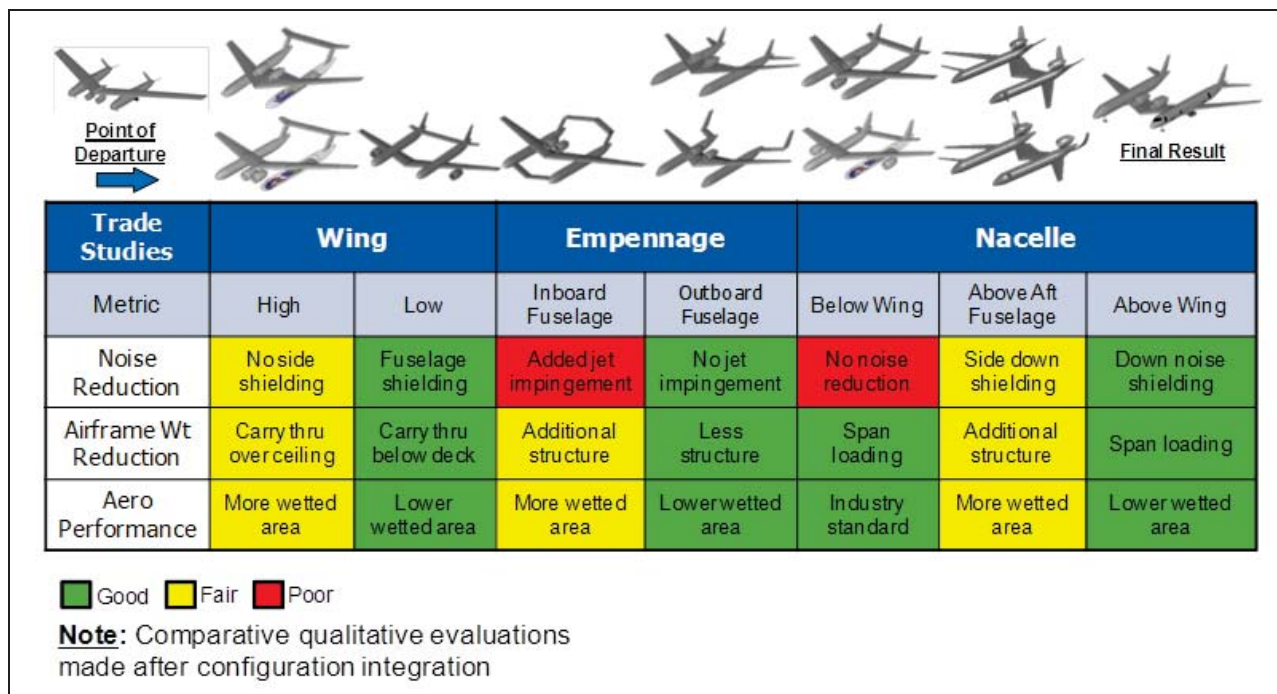 Point of
Departure
Final Result
Trade
Studies
Wing
Empennage
Nacelle
Metric
High
Low
Inboard
Fuselage
Outboard
Fuselage
Below Wing
Above Aft
Fuselage
Above Wing
Noise
Reduction
No side
shielding
Fuselage
shielding
Added jet
impingement
No jet
impingement
No noise
reduction
Side down
shielding
Down noise
shielding
Airframe Wt
Reduction
Carry thru
over ceiling
Carry thru
below deck
Additional
structure
Less
structure
Span
loading
Additional
structure
Span loading
Aero
Performance
More wetted
area
Lower
wetted area
More wetted
area
Lower wetted
area
Industry
standard
More wetted
area
Lower wetted
area
Good Fair Poor
Note: Comparative qualitative evaluations
made after configuration integration